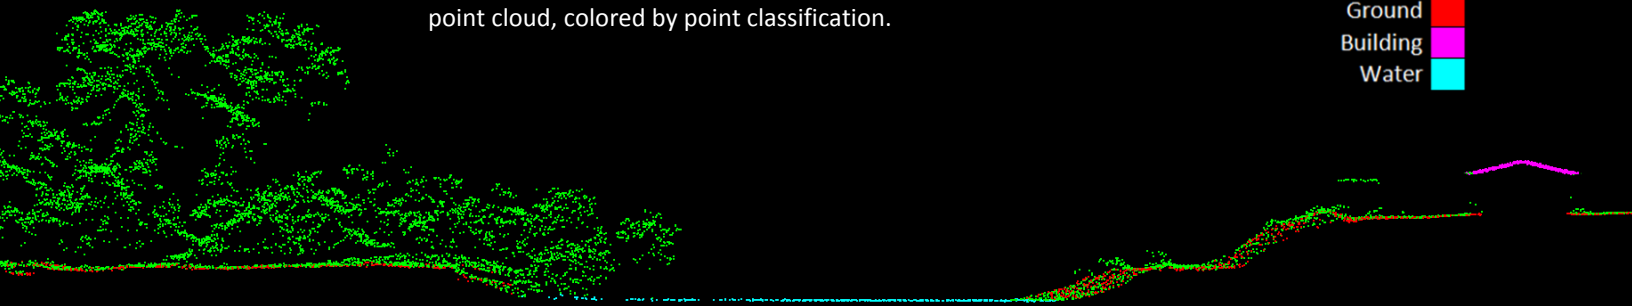 point cloud, colored by point classification.
Ground
Building
Water